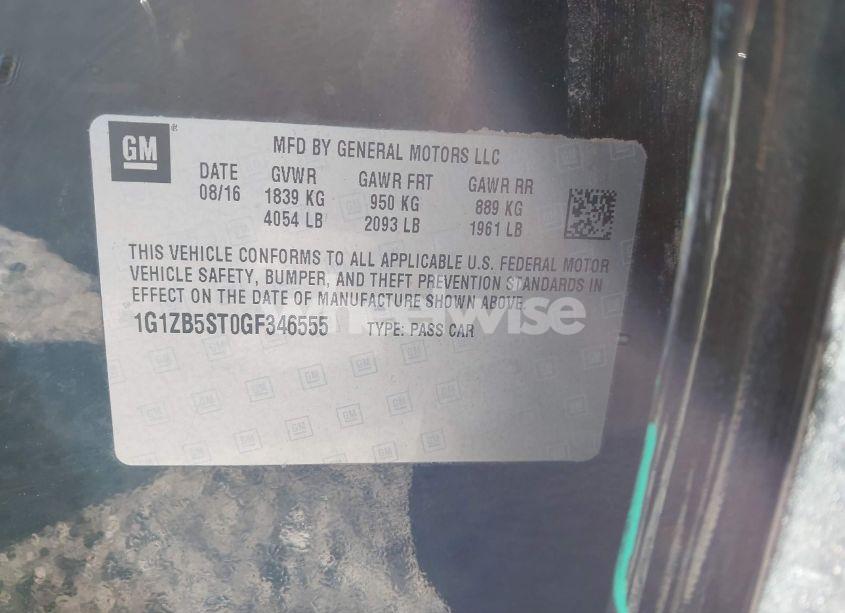 GM®
MFD BY GENERAL MOTORS LLC
DATE GVWR GAWR FRT GAWR RR
08/16 1839 KG 950 KG 889 KG
4054 LB 2093 LB 1961 LB
THIS VEHICLE CONFORMS TO ALL APPLICABLE U.S. FEDERAL MOTOR
VEHICLE SAFETY, BUMPER, AND THEFT PREVENTION STANDARDS IN
EFFECT ON THE DATE OF MANUFACTURE SHOWN ABOVE.
1G1ZB5ST0GF346555 TYPE: PASS CAR